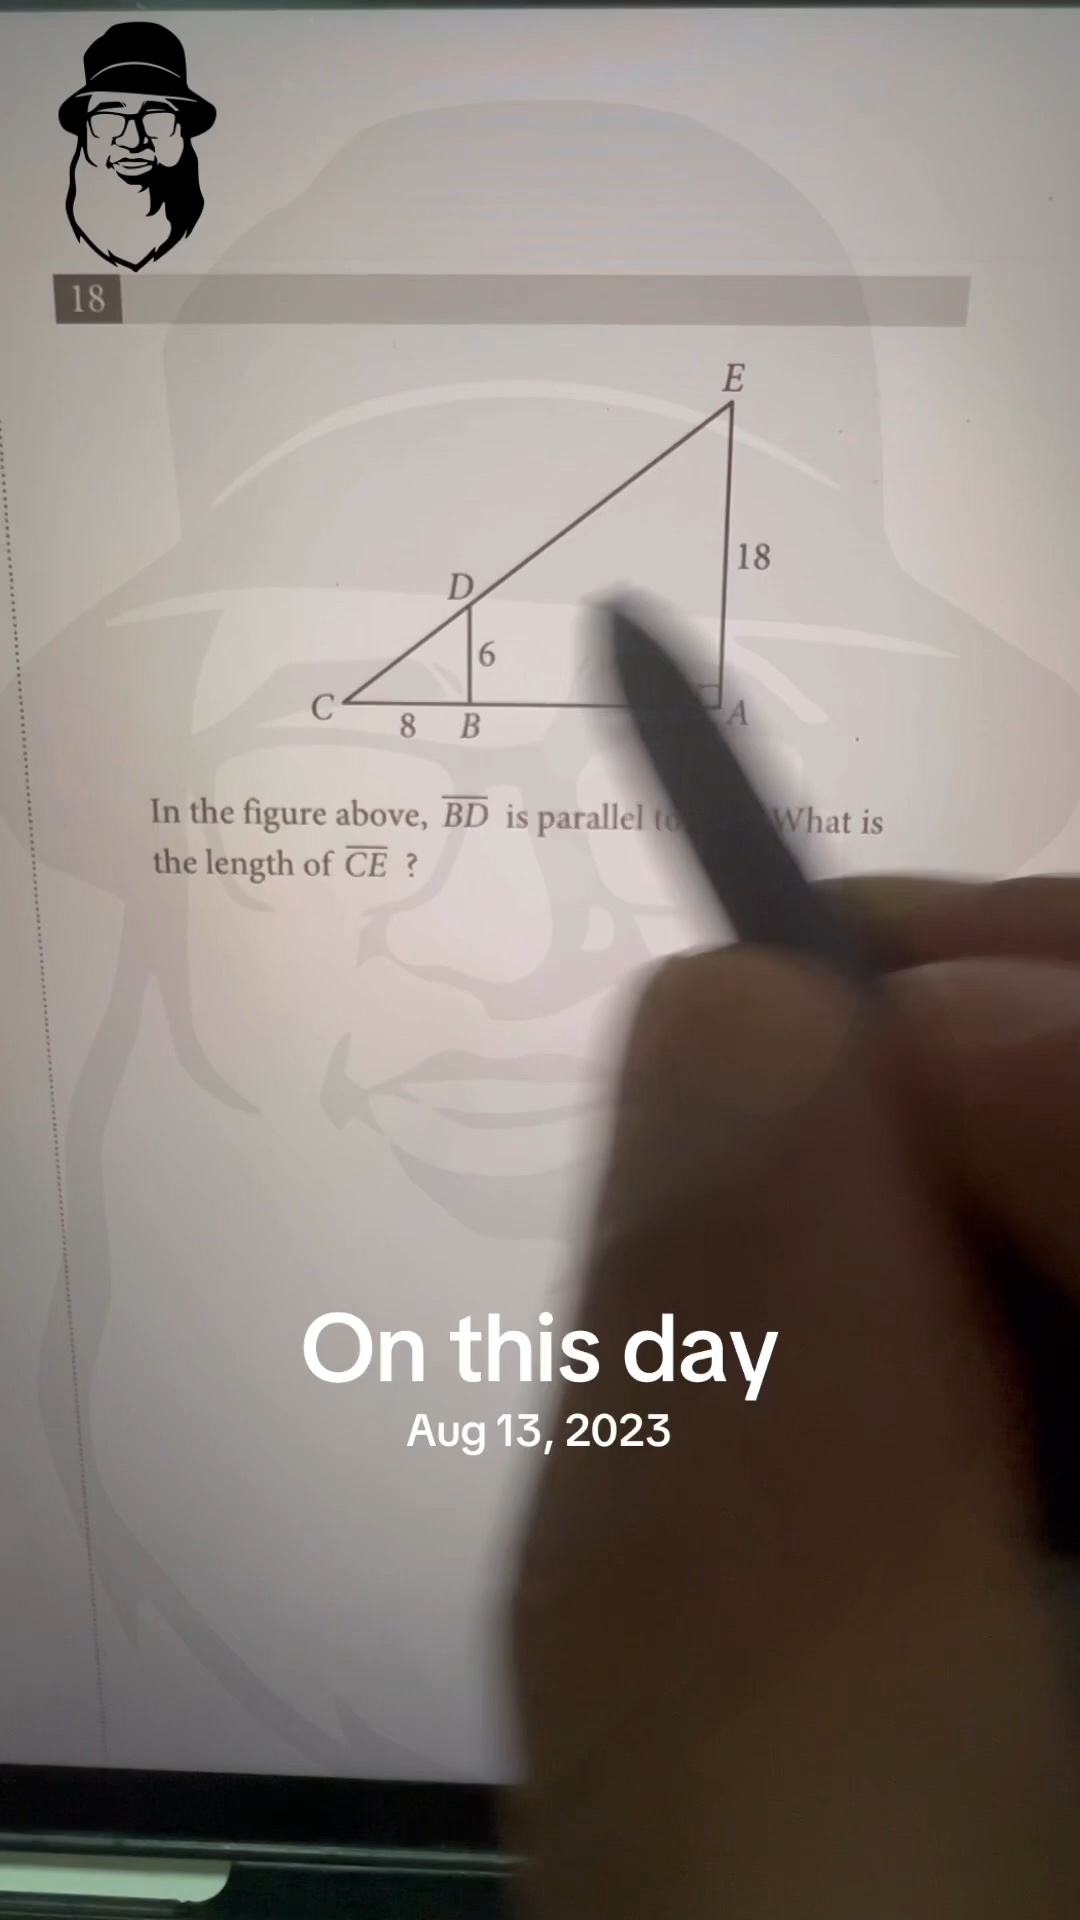 18
E
18
D
6
C
8
B
A
In the figure above, BD is parallel to What is
the length of CE ?
On this day
Aug 13, 2023